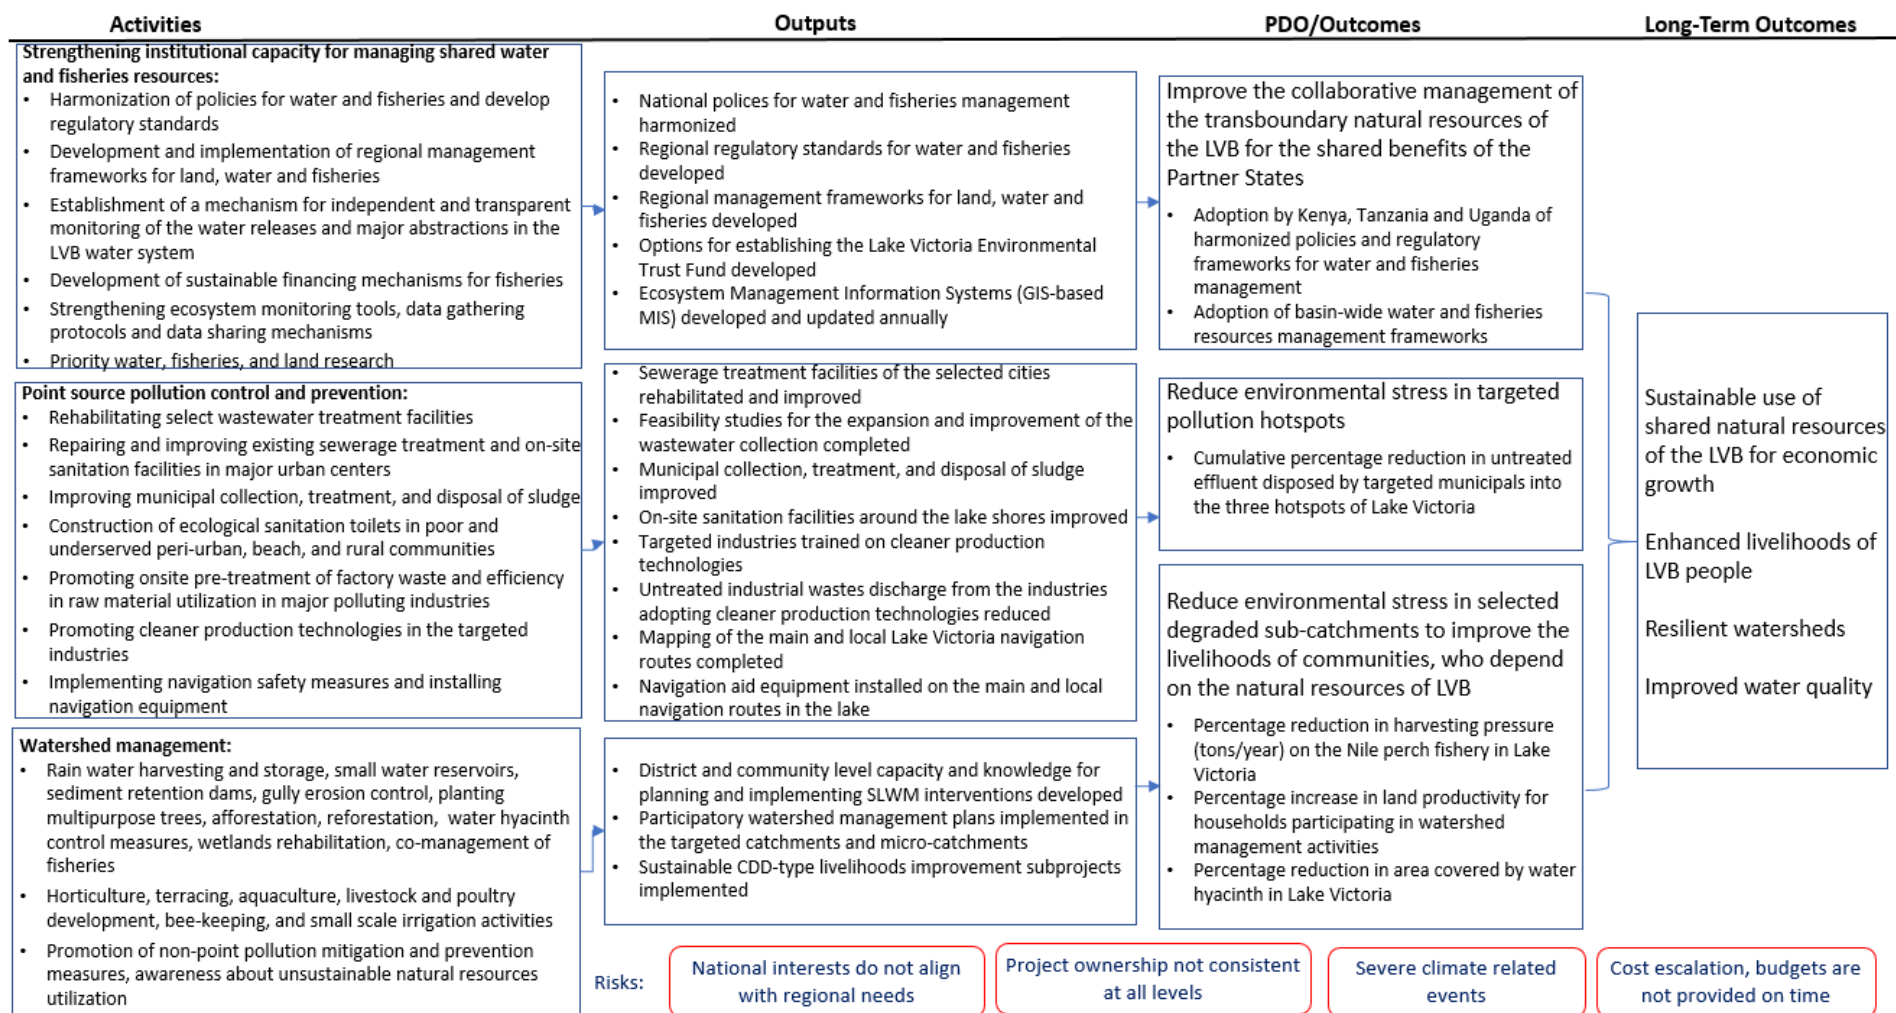 Activities
Outputs
PDO/Outcomes
Long-Term Outcomes
Strengthening institutional capacity for managing shared water
and fisheries resources:
• Harmonization of policies for water and fisheries and develop
regulatory standards
• Development and implementation of regional management
frameworks for land, water and fisheries
• Establishment of a mechanism for independent and transparent
monitoring of the water releases and major abstractions in the
LVB water system
• Development of sustainable financing mechanisms for fisheries
• Strengthening ecosystem monitoring tools, data gathering
protocols and data sharing mechanisms
• Priority water, fisheries, and land research
Point source pollution control and prevention:
• Rehabilitating select wastewater treatment facilities
• Repairing and improving existing sewerage treatment and on-site
sanitation facilities in major urban centers
• Improving municipal collection, treatment, and disposal of sludge
• Construction of ecological sanitation toilets in poor and
underserved peri-urban, beach, and rural communities
• Promoting onsite pre-treatment of factory waste and efficiency
in raw material utilization in major polluting industries
• Promoting cleaner production technologies in the targeted
industries
• Implementing navigation safety measures and installing
navigation equipment
Watershed management:
• Rain water harvesting and storage, small water reservoirs,
sediment retention dams, gully erosion control, planting
multipurpose trees, afforestation, reforestation, water hyacinth
control measures, wetlands rehabilitation, co-management of
fisheries
• Horticulture, terracing, aquaculture, livestock and poultry
development, bee-keeping, and small scale irrigation activities
• Promotion of non-point pollution mitigation and prevention
measures, awareness about unsustainable natural resources
utilization
• National polices for water and fisheries management
harmonized
• Regional regulatory standards for water and fisheries
developed
• Regional management frameworks for land, water and
fisheries developed
• Options for establishing the Lake Victoria Environmental
Trust Fund developed
• Ecosystem Management Information Systems (GIS-based
MIS) developed and updated annually
• Sewerage treatment facilities of the selected cities
rehabilitated and improved
• Feasibility studies for the expansion and improvement of the
wastewater collection completed
• Municipal collection, treatment, and disposal of sludge
improved
• On-site sanitation facilities around the lake shores improved
• Targeted industries trained on cleaner production
technologies
• Untreated industrial wastes discharge from the industries
adopting cleaner production technologies reduced
• Mapping of the main and local Lake Victoria navigation
routes completed
• Navigation aid equipment installed on the main and local
navigation routes in the lake
• District and community level capacity and knowledge for
planning and implementing SLWM interventions developed
• Participatory watershed management plans implemented in
the targeted catchments and micro-catchments
• Sustainable CDD-type livelihoods improvement subprojects
implemented
Improve the collaborative management of
the transboundary natural resources of
the LVB for the shared benefits of the
Partner States
• Adoption by Kenya, Tanzania and Uganda of
harmonized policies and regulatory
frameworks for water and fisheries
management
• Adoption of basin-wide water and fisheries
resources management frameworks
Reduce environmental stress in targeted
pollution hotspots
• Cumulative percentage reduction in untreated
effluent disposed by targeted municipals into
the three hotspots of Lake Victoria
Reduce environmental stress in selected
degraded sub-catchments to improve the
livelihoods of communities, who depend
on the natural resources of LVB
• Percentage reduction in harvesting pressure
(tons/year) on the Nile perch fishery in Lake
Victoria
• Percentage increase in land productivity for
households participating in watershed
management activities
• Percentage reduction in area covered by water
hyacinth in Lake Victoria
Sustainable use of
shared natural resources
of the LVB for economic
growth
Enhanced livelihoods of
LVB people
Resilient watersheds
Improved water quality
Risks:
National interests do not align
with regional needs
Project ownership not consistent
at all levels
Severe climate related
events
Cost escalation, budgets are
not provided on time